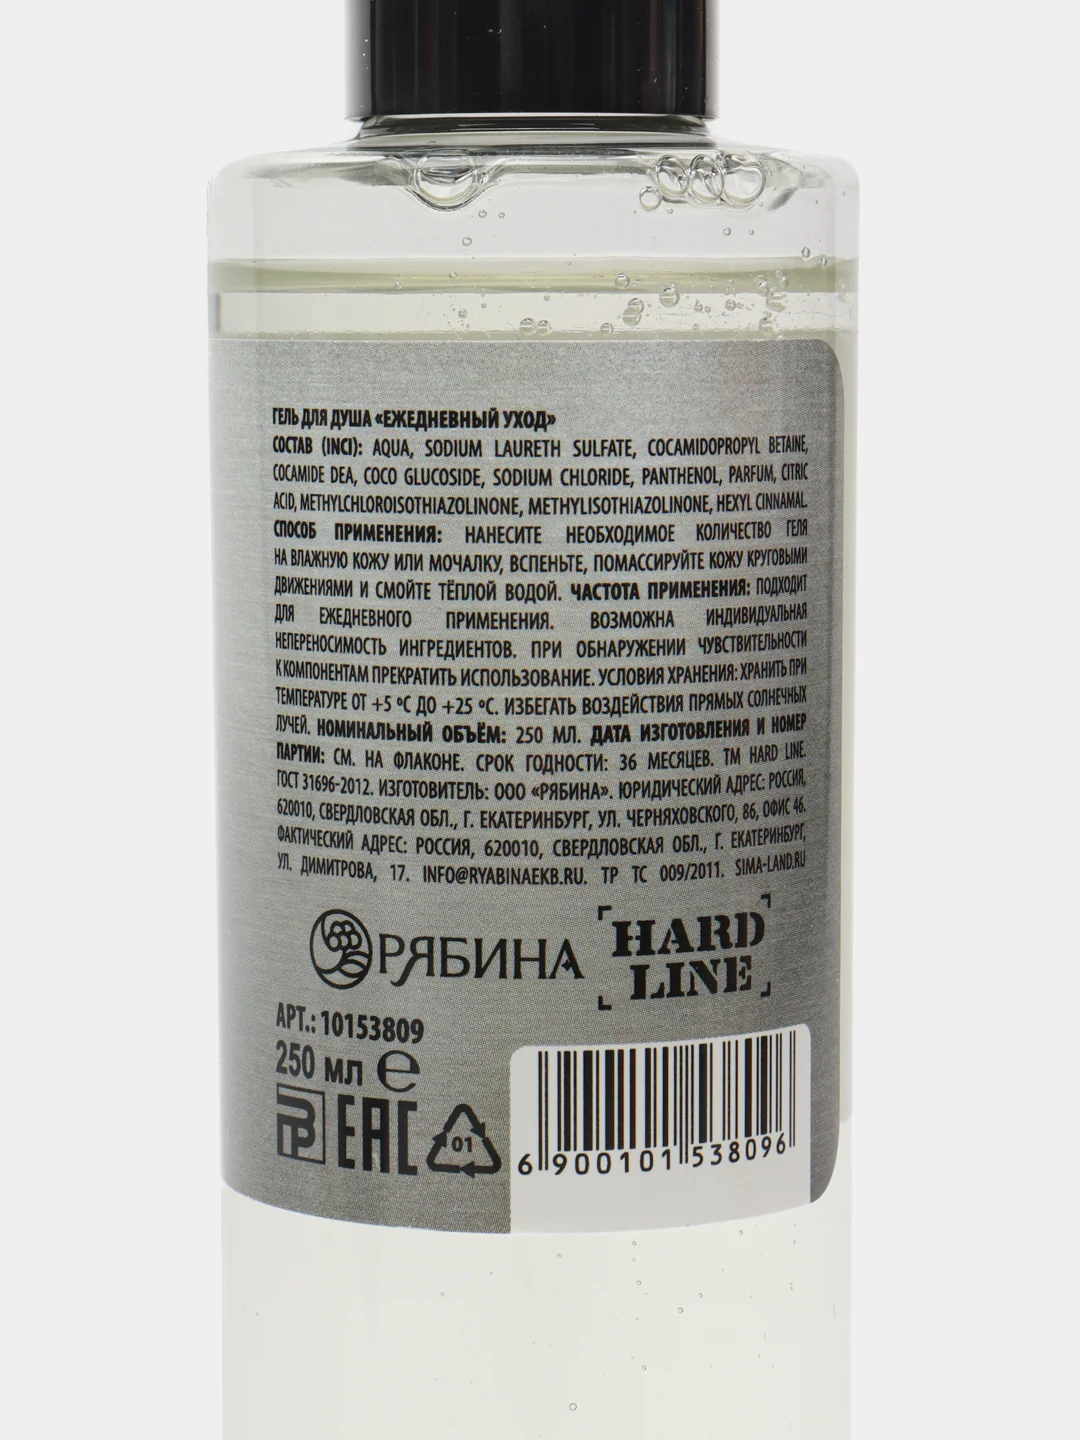 ГЕЛЬ ДЛЯ ДУША «ЕЖЕДНЕВНЫЙ УХОД»
СОСТАВ (INCI): AQUA, SODIUM LAURETH SULFATE, COCAMIDOPROPYL BETAINE,
COCAMIDE DEA, COCO GLUCOSIDE, SODIUM CHLORIDE, PANTHENOL, PARFUM, CITRIC
ACID, METHYLCHLOROISOTHIAZOLINONE, METHYLISOTHIAZOLINONE, HEXYL CINNAMAL.
СПОСОБ ПРИМЕНЕНИЯ: НАНЕСИТЕ НЕОБХОДИМОЕ КОЛИЧЕСТВО ГЕЛЯ
НА ВЛАЖНУЮ КОЖУ ИЛИ МОЧАЛКУ, ВСПЕНЬТЕ, ПОМАССИРУЙТЕ КОЖУ КРУГОВЫМИ
ДВИЖЕНИЯМИ И СМОЙТЕ ТЁПЛОЙ ВОДОЙ. ЧАСТОТА ПРИМЕНЕНИЯ: ПОДХОДИТ
ДЛЯ ЕЖЕДНЕВНОГО ПРИМЕНЕНИЯ. ВОЗМОЖНА ИНДИВИДУАЛЬНАЯ
НЕПЕРЕНОСИМОСТЬ ИНГРЕДИЕНТОВ. ПРИ ОБНАРУЖЕНИИ ЧУВСТВИТЕЛЬНОСТИ
К КОМПОНЕНТАМ ПРЕКРАТИТЬ ИСПОЛЬЗОВАНИЕ. УСЛОВИЯ ХРАНЕНИЯ: ХРАНИТЬ ПРИ
ТЕМПЕРАТУРЕ ОТ +5 ºС ДО +25 ºС. ИЗБЕГАТЬ ВОЗДЕЙСТВИЯ ПРЯМЫХ СОЛНЕЧНЫХ
ЛУЧЕЙ. НОМИНАЛЬНЫЙ ОБЪЁМ: 250 МЛ. ДАТА ИЗГОТОВЛЕНИЯ И НОМЕР
ПАРТИИ: СМ. НА ФЛАКОНЕ. СРОК ГОДНОСТИ: 36 МЕСЯЦЕВ. TM HARD LINE.
ГОСТ 31696-2012. ИЗГОТОВИТЕЛЬ: ООО «РЯБИНА». ЮРИДИЧЕСКИЙ АДРЕС: РОССИЯ,
620010, СВЕРДЛОВСКАЯ ОБЛ., Г. ЕКАТЕРИНБУРГ, УЛ. ЧЕРНЯХОВСКОГО, 86, ОФИС 46.
ФАКТИЧЕСКИЙ АДРЕС: РОССИЯ, 620010, СВЕРДЛОВСКАЯ ОБЛ., Г. ЕКАТЕРИНБУРГ,
УЛ. ДИМИТРОВА, 17. INFO@RYABINAEKB.RU. ТР ТС 009/2011. SIMA-LAND.RU
РЯБИНА
HARD
LINE
АРТ.: 10153809
250 мл ℮
EAC
01
6 900101 538096